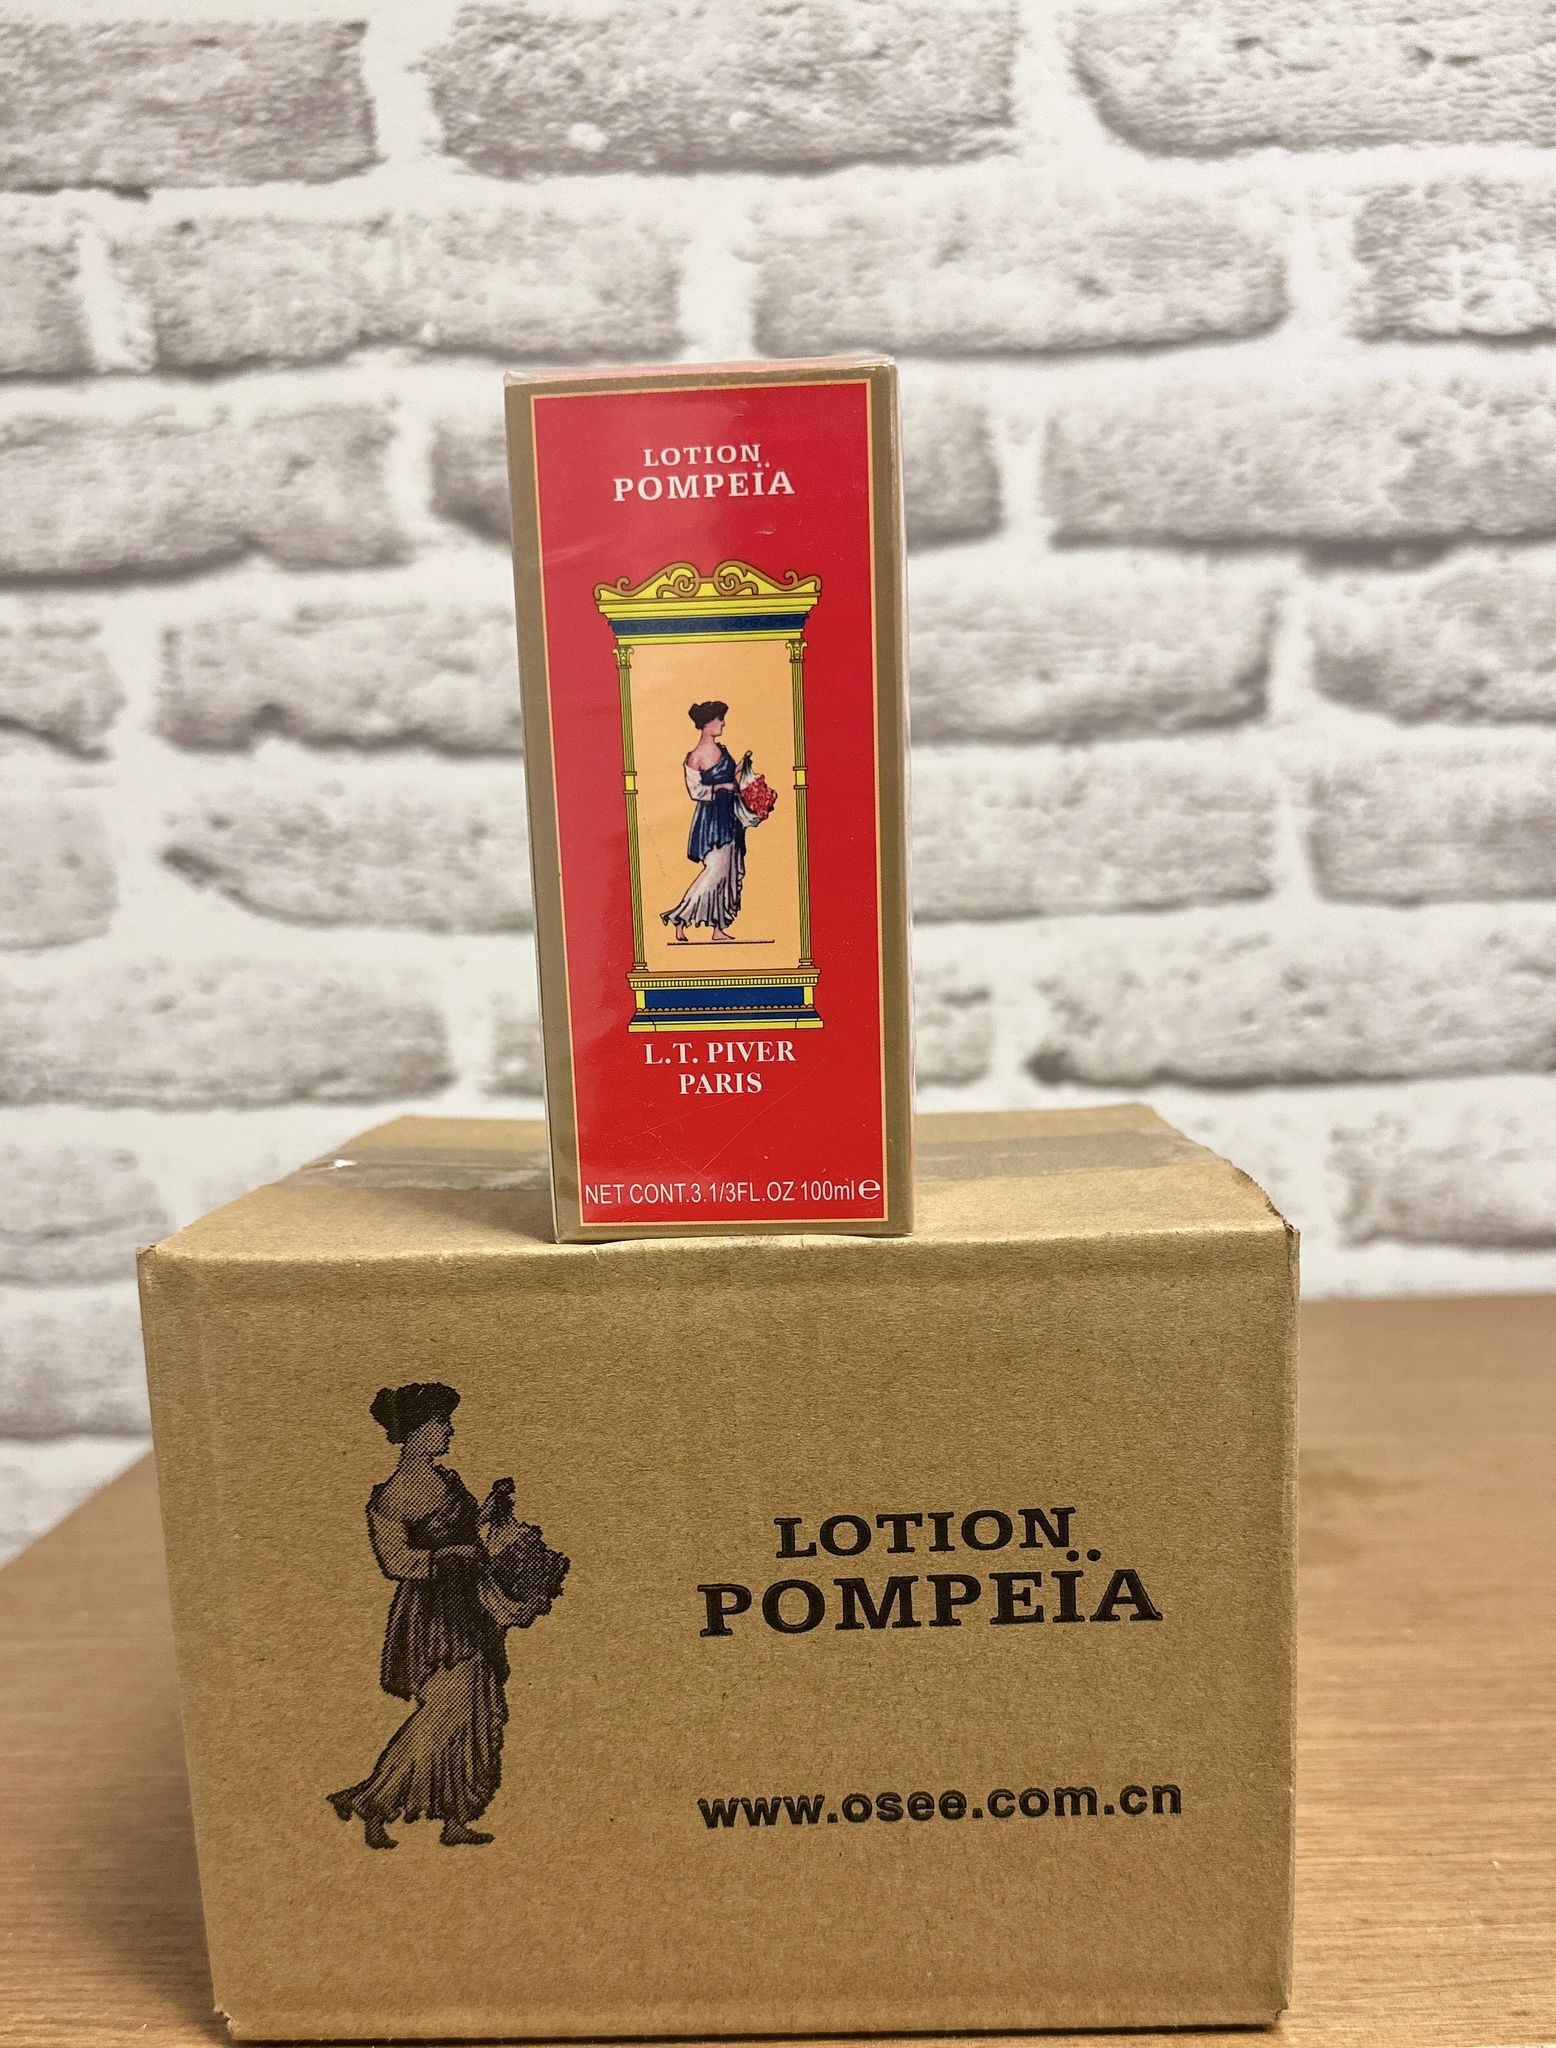 LOTION
POMPEÏA
L.T. PIVER
PARIS
NET CONT.3.1/3FL.OZ 100ml℮
LOTION
POMPEÏA
www.osee.com.cn